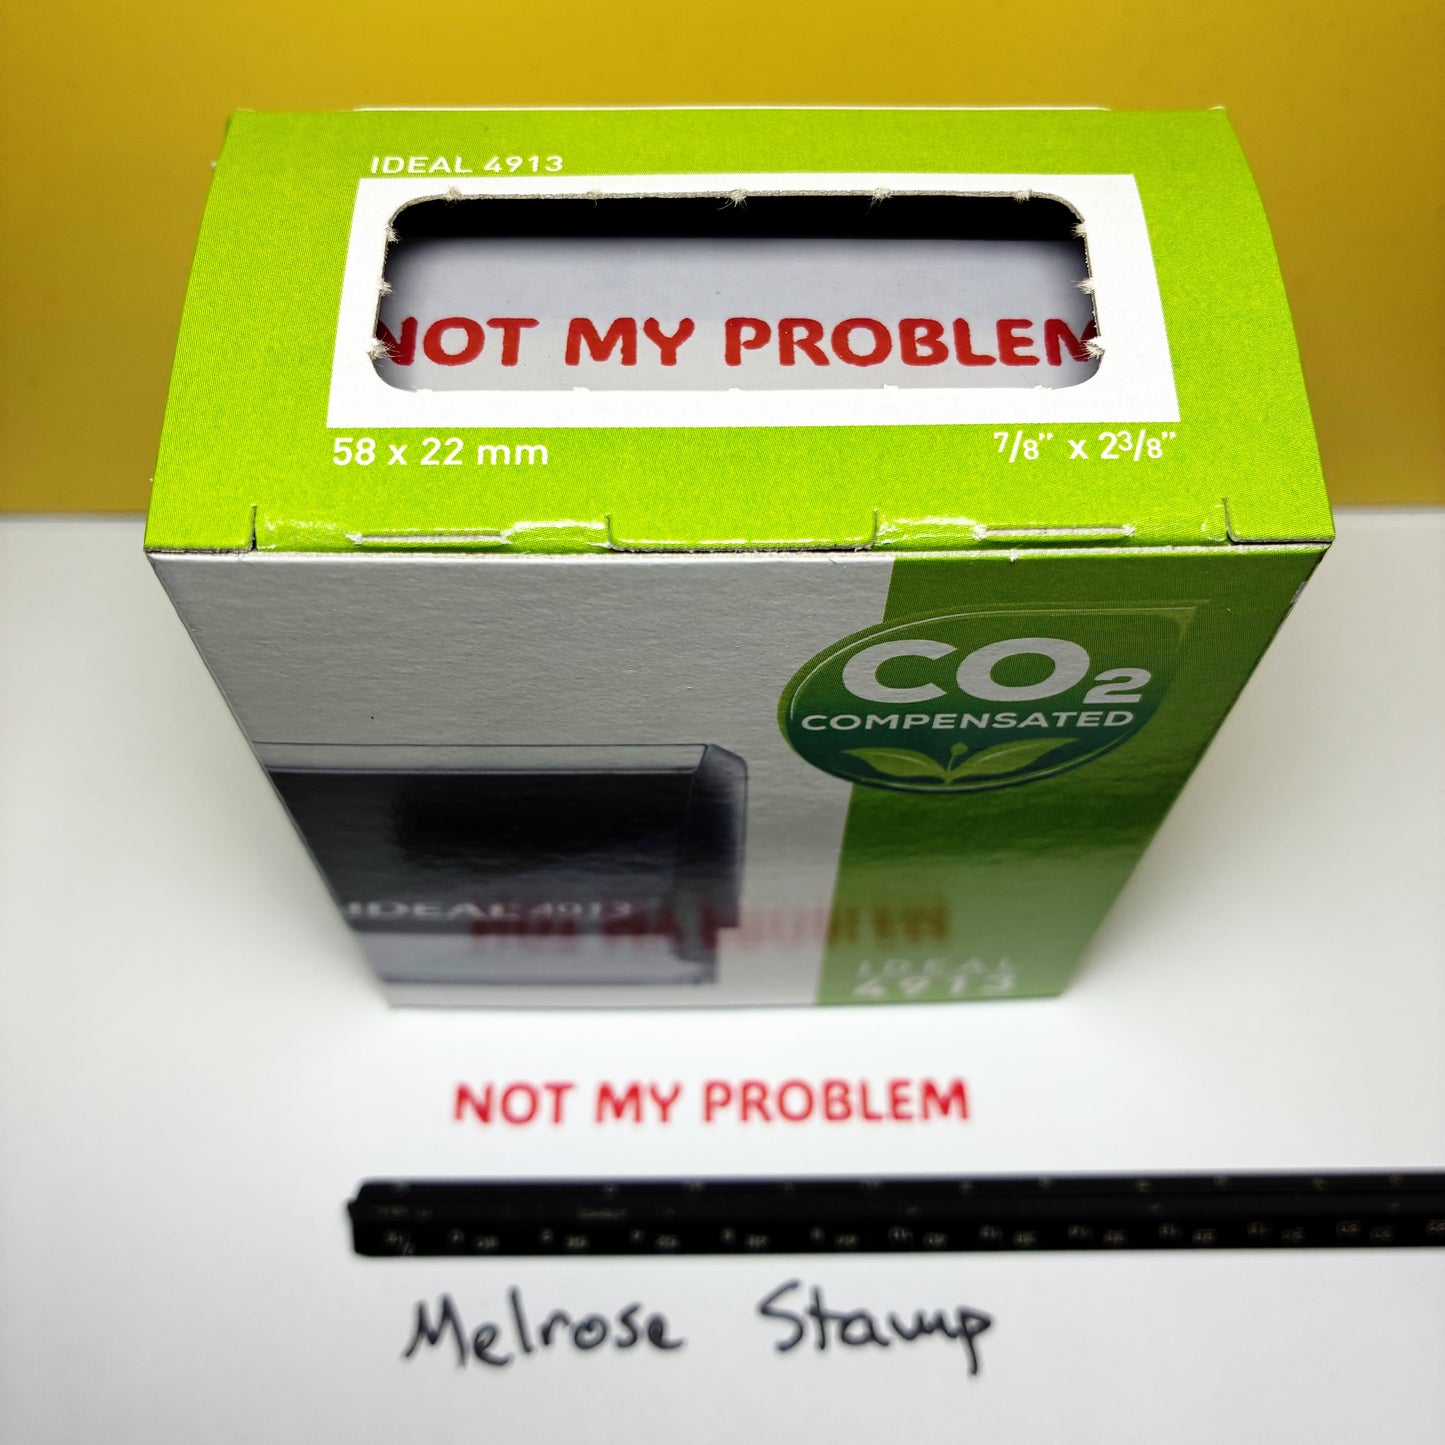 IDEAL 4913
NOT MY PROBLEM
58 x 22 mm
7/8" x 2 3/8"
CO2
COMPENSATED
IDEAL 4913
IDEAL
4913
NOT MY PROBLEM
Melrose Stamp